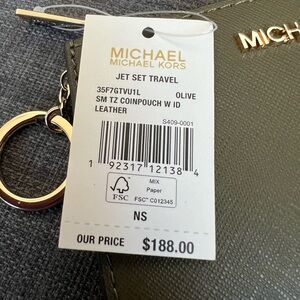 MICHAEL
MICHAEL KORS
JET SET TRAVEL
35F7GTVU1L OLIVE
SM TZ COINPOUCH W ID
LEATHER
S409-0001
1 92317 12138 4
FSC
MIX
Paper
FSC™ C012345
NS
OUR PRICE $188.00
MICH